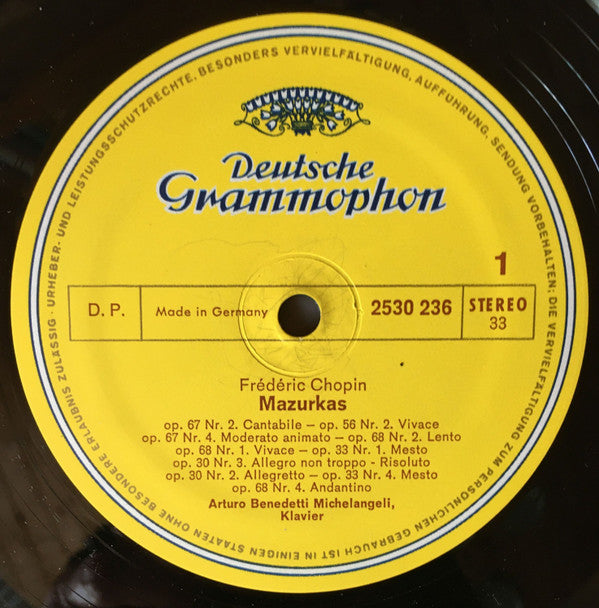 URHEBER- UND LEISTUNGSSCHUTZRECHTE, BESONDERS VERVIELFÄLTIGUNG, AUFFÜHRUNG, SENDUNG VORBEHALTEN; DIE VERVIELFÄLTIGUNG ZUM PERSÖNLICHEN GEBRAUCH IST IN EINIGEN STAATEN OHNE BESONDERE ERLAUBNIS ZULÄSSIG ·
Deutsche
Grammophon
1
D. P. Made in Germany 2530 236 STEREO
33
Frédéric Chopin
Mazurkas
op. 67 Nr. 2. Cantabile – op. 56 Nr. 2. Vivace
op. 67 Nr. 4. Moderato animato – op. 68 Nr. 2. Lento
op. 68 Nr. 1. Vivace – op. 33 Nr. 1. Mesto
op. 30 Nr. 3. Allegro non troppo - Risoluto
op. 30 Nr. 2. Allegretto – op. 33 Nr. 4. Mesto
op. 68 Nr. 4. Andantino
Arturo Benedetti Michelangeli,
Klavier